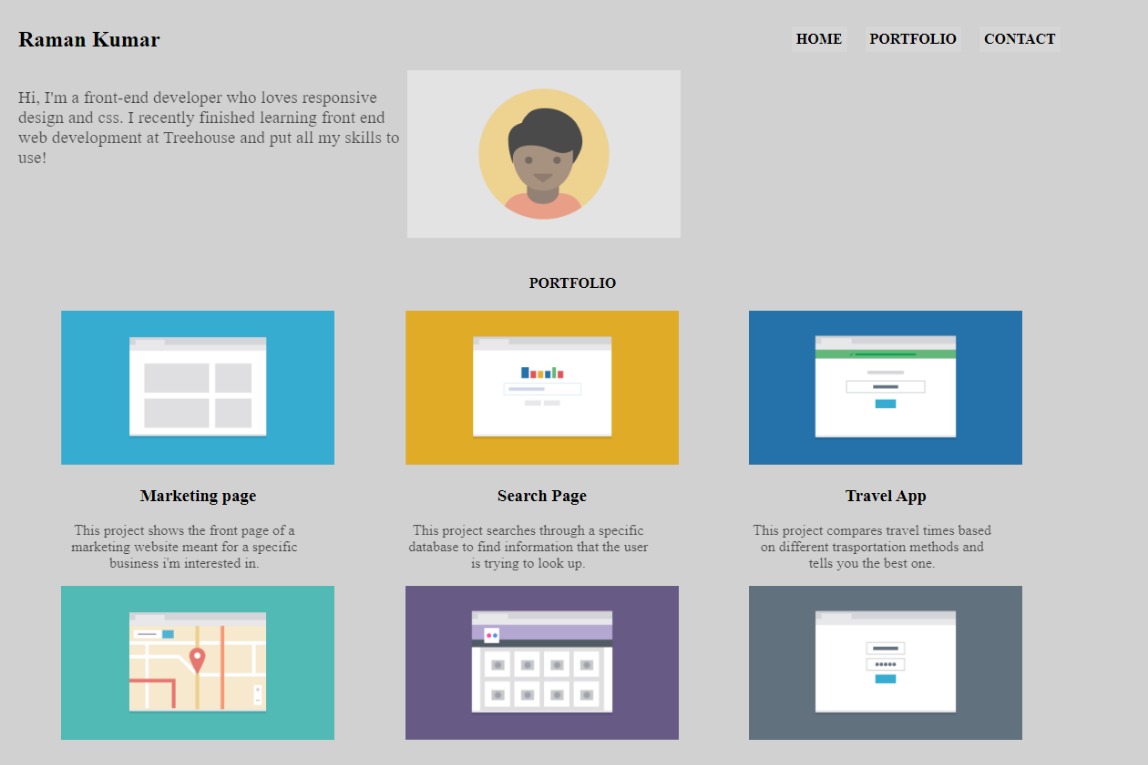 Raman Kumar
HOME PORTFOLIO CONTACT
Hi, I'm a front-end developer who loves responsive
design and css. I recently finished learning front end
web development at Treehouse and put all my skills to
use!
PORTFOLIO
Marketing page
This project shows the front page of a
marketing website meant for a specific
business i'm interested in.
Search Page
This project searches through a specific
database to find information that the user
is trying to look up.
Travel App
This project compares travel times based
on different trasportation methods and
tells you the best one.